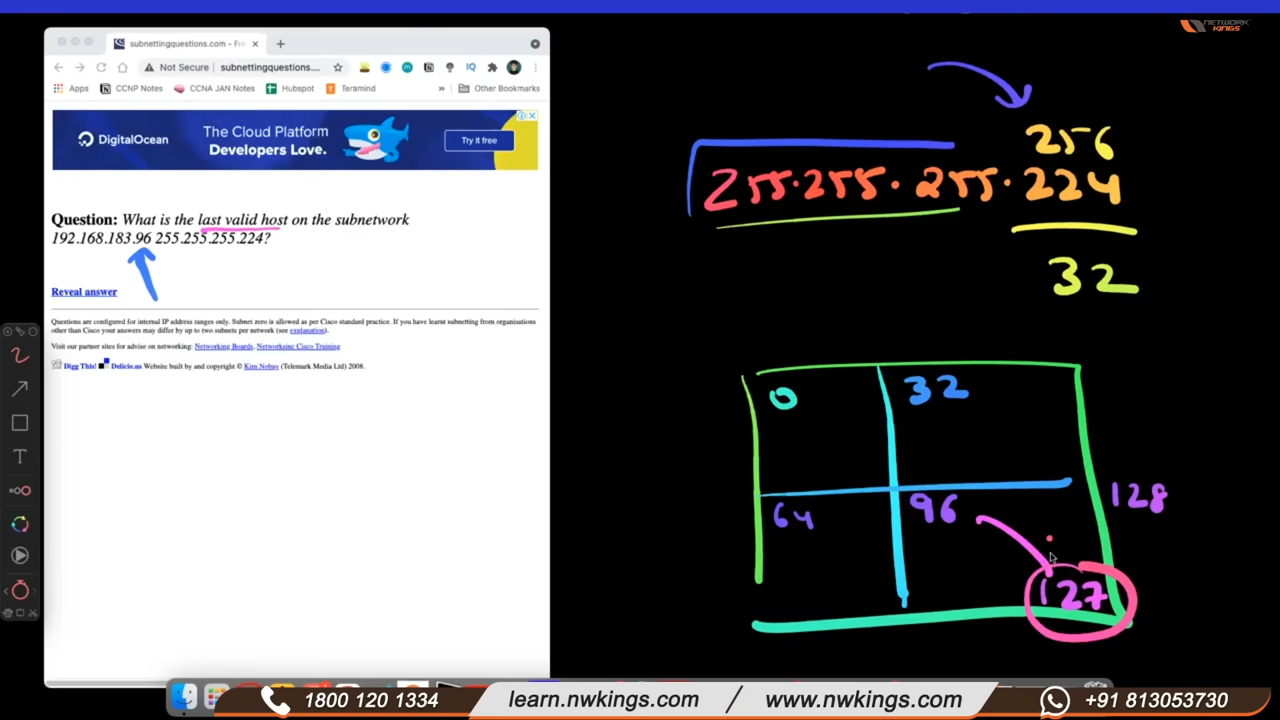 NETWORK
KINGS
subnettingquestions.com - Fre
Not Secure
subnettingquestions....
IQ
Apps
CCNP Notes
CCNA JAN Notes
Hubspot
Teramind
»
Other Bookmarks
DigitalOcean
The Cloud Platform
Developers Love.
Try it free
Question: What is the last valid host on the subnetwork
192.168.183.96 255.255.255.224?
Reveal answer
Questions are configured for internal IP address ranges only. Subnet zero is allowed as per Cisco standard practice. If you have learnt subnetting from organisations
other than Cisco your answers may differ by up to two subnets per network (see explanation).
Visit our partner sites for advise on networking: Networking Boards, Networksinc Cisco Training
Digg This! Delicio.us Website built by and copyright © Kim Nobay (Telemark Media Ltd) 2008.
256
255.255.255.224
32
0
32
64
96
128
127
T
1800 120 1334
learn.nwkings.com / www.nwkings.com
+91 813053730